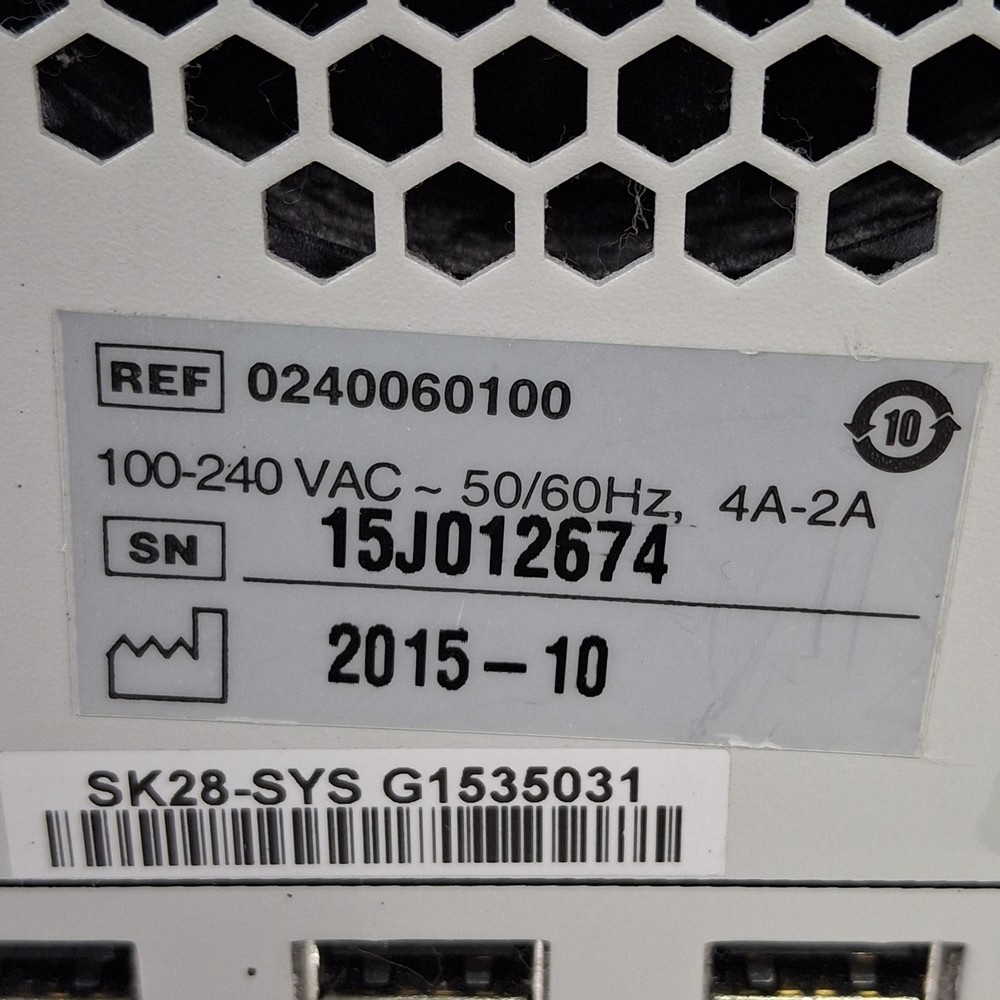 REF 0240060100
10
100-240 VAC ~ 50/60Hz, 4A-2A
SN 15J012674
2015-10
SK28-SYS G1535031